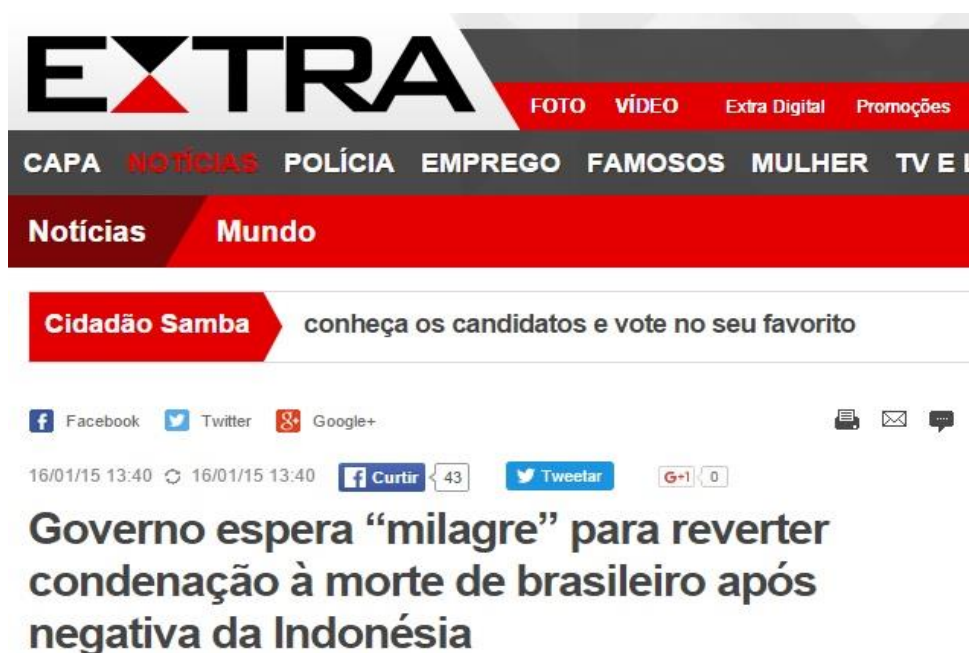 EXTRA
FOTO VÍDEO Extra Digital Promoções
CAPA NOTÍCIAS POLÍCIA EMPREGO FAMOSOS MULHER TV E
Notícias Mundo
Cidadão Samba conheça os candidatos e vote no seu favorito
Facebook Twitter Google+
16/01/15 13:40 16/01/15 13:40 Curtir 43 Tweetar G+1 0
Governo espera “milagre” para reverter
condenação à morte de brasileiro após
negativa da Indonésia